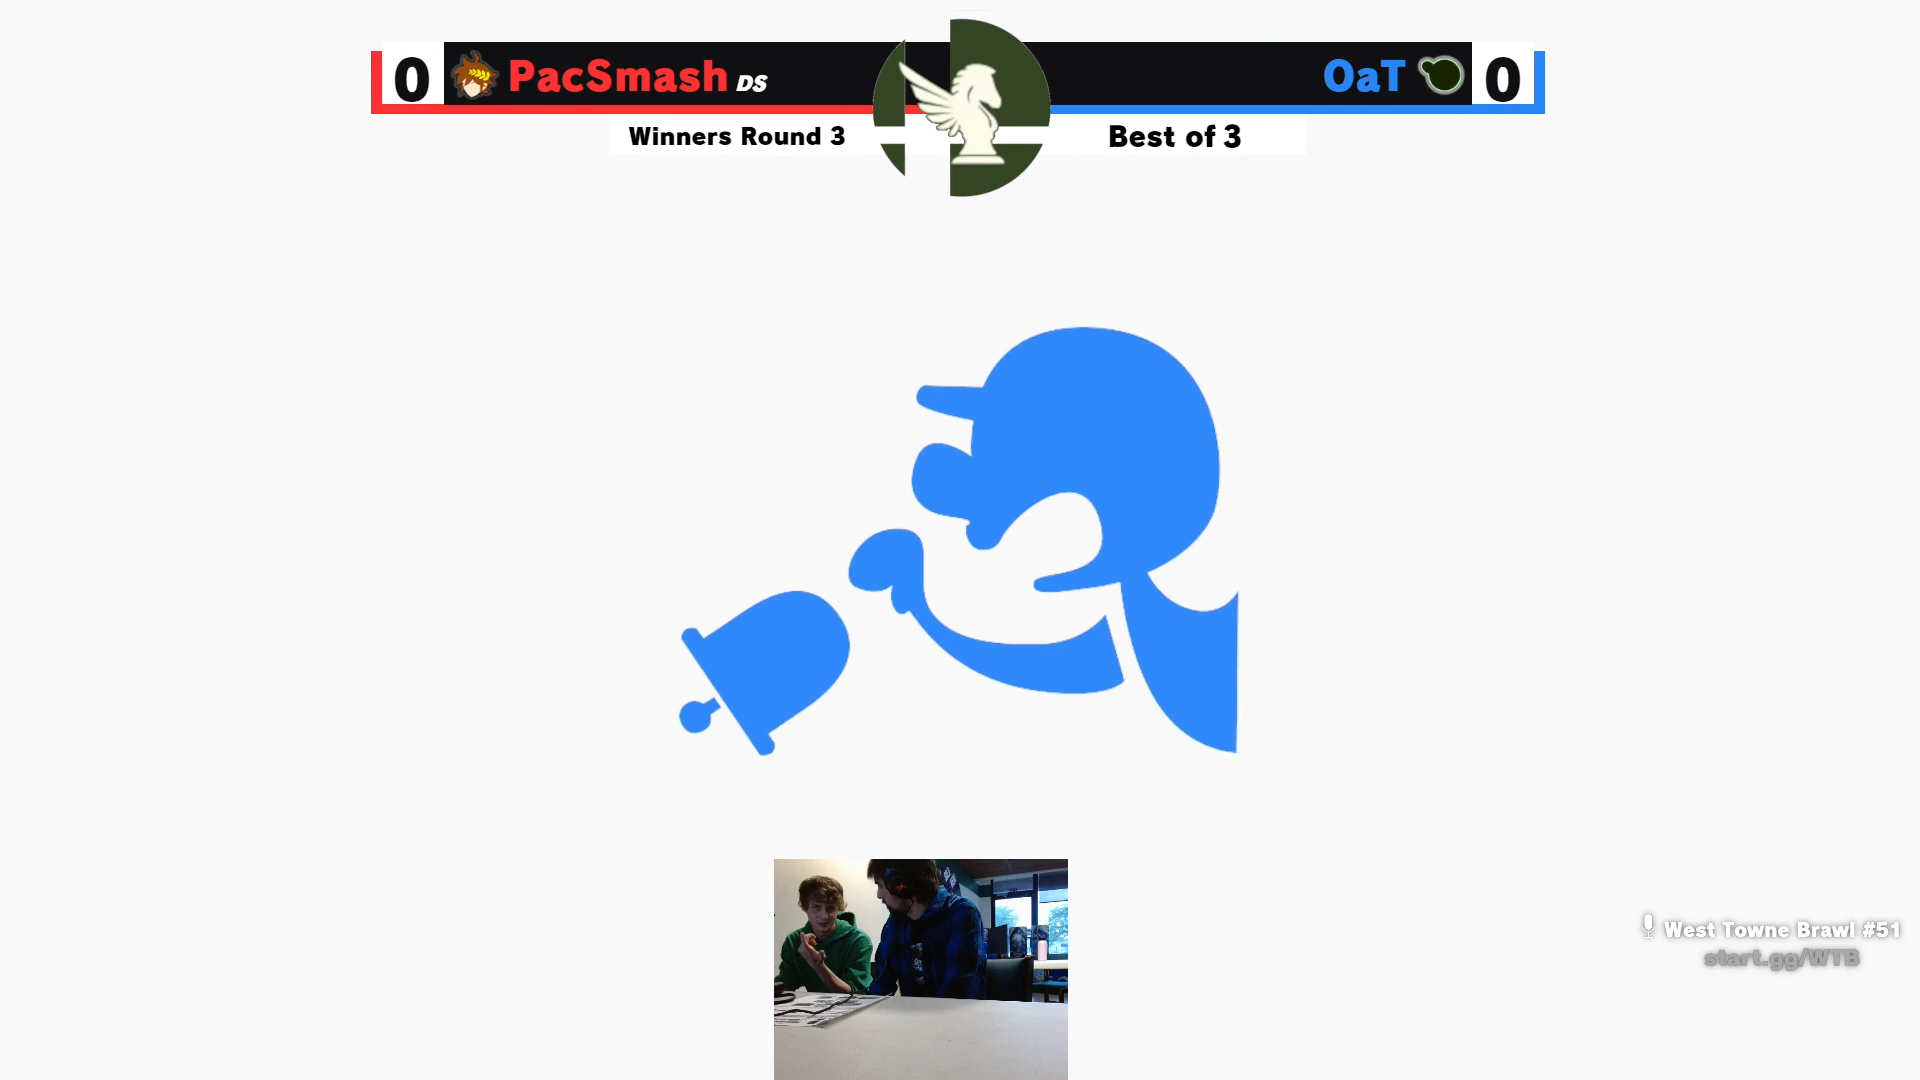 0 PacSmash DS OaT 0
Winners Round 3 Best of 3
West Towne Brawl #51
start.gg/WTB